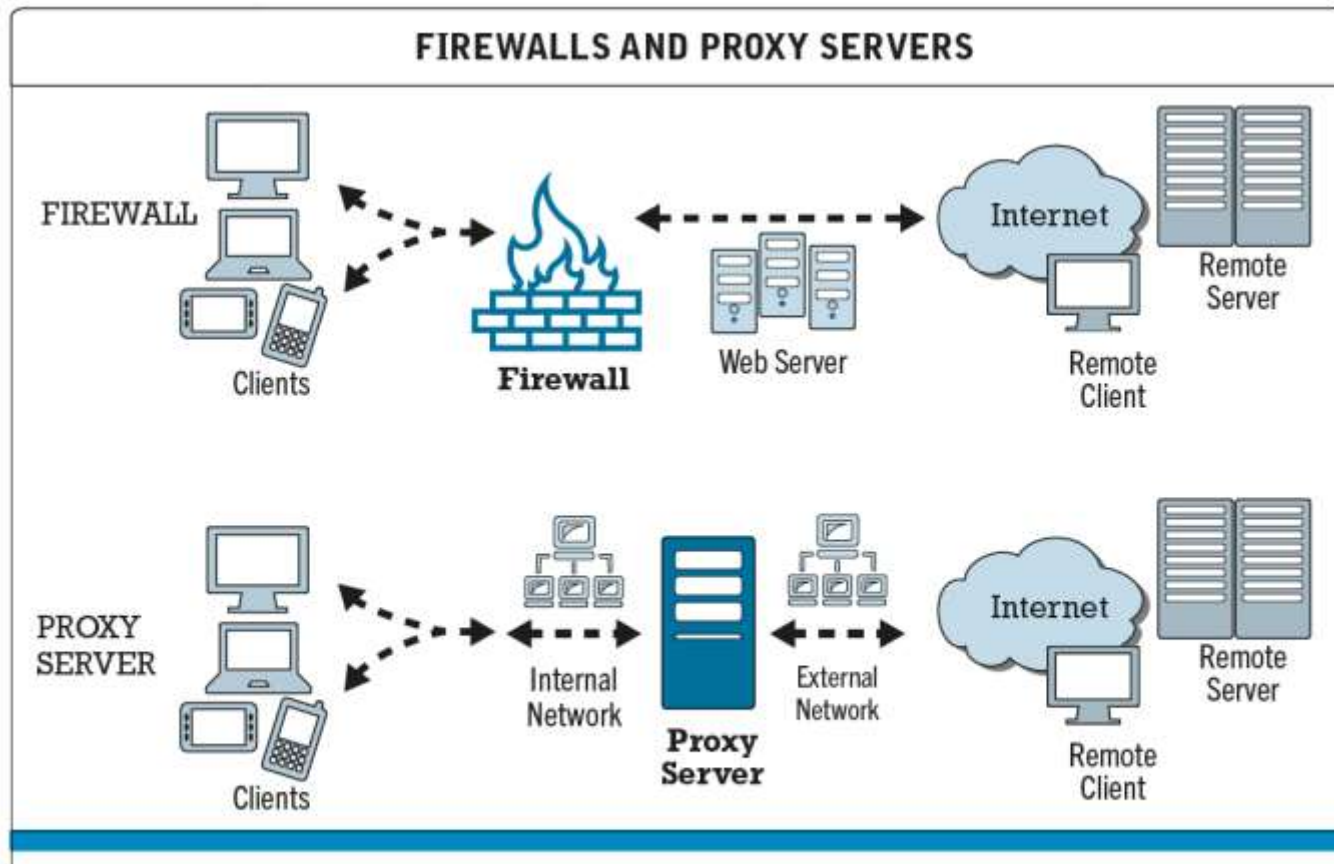 FIREWALLS AND PROXY SERVERS
FIREWALL
Clients
Firewall
Web Server
Internet
Remote
Server
Remote
Client
PROXY
SERVER
Clients
Internal
Network
Proxy
Server
External
Network
Internet
Remote
Server
Remote
Client